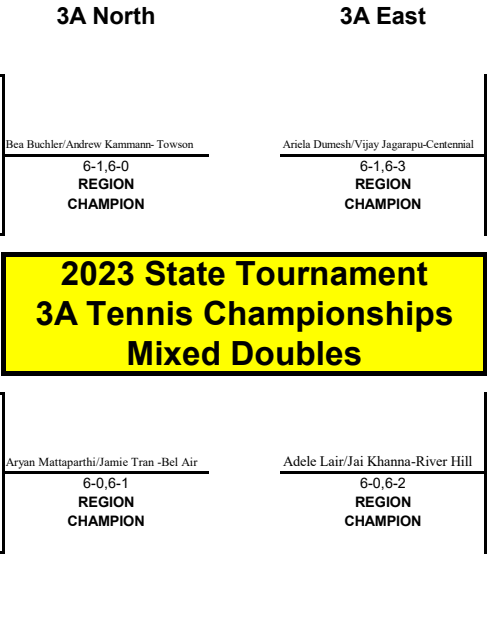 3A North
3A East
Bea Buchler/Andrew Kammann- Towson
6-1,6-0
REGION
CHAMPION
Ariela Dumesh/Vijay Jagarapu-Centennial
6-1,6-3
REGION
CHAMPION
2023 State Tournament
3A Tennis Championships
Mixed Doubles
Aryan Mattaparthi/Jamie Tran -Bel Air
6-0,6-1
REGION
CHAMPION
Adele Lair/Jai Khanna-River Hill
6-0,6-2
REGION
CHAMPION